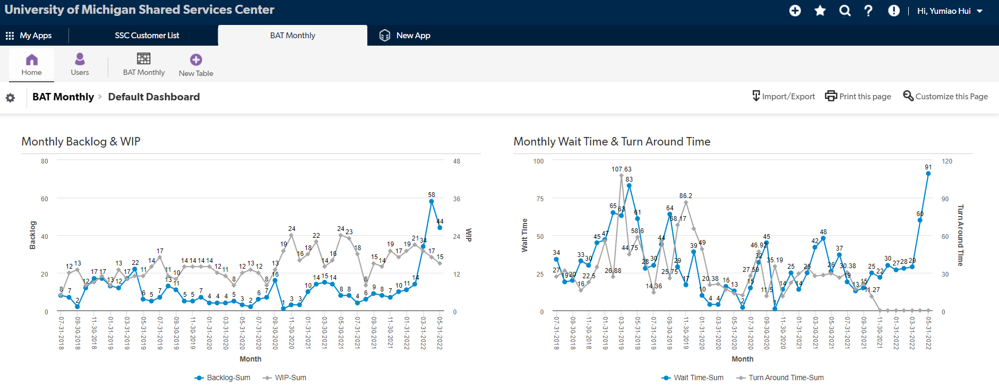 University of Michigan Shared Services Center
Hi, Yumiao Hui
My Apps
SSC Customer List
BAT Monthly
New App
Home
Users
BAT Monthly
New Table
BAT Monthly > Default Dashboard
Import/Export
Print this page
Customize this Page
Monthly Backlog & WIP
80 60 40 20 0
Backlog
48 36 24 12 0
WIP
8 12 13 12 17 17 13 13 17 22 11 14 17 11 10 14 14 14 14 12 11 8 12 13 12 8 13 19 24 16 18 22 14 16 24 23 18 8 15 14 19 17 19 21 34 58 44
7 2 12 6 5 7 13 11 5 5 7 4 4 4 5 3 2 6 7 16 1 3 3 10 14 15 14 8 8 4 6 9 8 7 10 11 14 17 15
07-31-2018
09-30-2018
11-30-2018
01-31-2019
03-31-2019
05-31-2019
07-31-2019
09-30-2019
11-30-2019
01-31-2020
03-31-2020
05-31-2020
07-31-2020
09-30-2020
11-30-2020
01-31-2021
03-31-2021
05-31-2021
07-31-2021
09-30-2021
11-30-2021
01-31-2022
03-31-2022
05-31-2022
Month
Backlog-Sum
WIP-Sum
Monthly Wait Time & Turn Around Time
100 75 50 25 0
Wait Time
120 90 60 30 0
Turn Around Time
34 19 20 33 30 45 47 65 63 83 61 28 30 44 64 29 17 39 10 4 4 16 13 2 15 32 45 1 14 25 14 25 42 48 26 37 19 13 15 25 22 30 27 28 29 60 91
27 16 22.5 107.63 26.88 44.75 58.6 14.36 25.75 68.17 86.2 49 20.38 27.59 46.92 11.5 35.19 30.38 11.27
07-31-2018
09-30-2018
11-30-2018
01-31-2019
03-31-2019
05-31-2019
07-31-2019
09-30-2019
11-30-2019
01-31-2020
03-31-2020
05-31-2020
07-31-2020
09-30-2020
11-30-2020
01-31-2021
03-31-2021
05-31-2021
07-31-2021
09-30-2021
11-30-2021
01-31-2022
03-31-2022
05-31-2022
Month
Wait Time-Sum
Turn Around Time-Sum